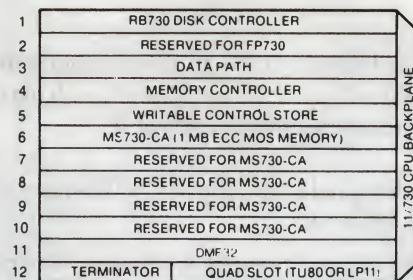 1 RB730 DISK CONTROLLER
2 RESERVED FOR FP730
3 DATA PATH
4 MEMORY CONTROLLER
5 WRITABLE CONTROL STORE
6 MS730-CA (1 MB ECC MOS MEMORY)
7 RESERVED FOR MS730-CA
8 RESERVED FOR MS730-CA
9 RESERVED FOR MS730-CA
10 RESERVED FOR MS730-CA
11 DMF32
12 TERMINATOR QUAD SLOT (TU80 OR LP11)
11/730 CPU BACKPLANE